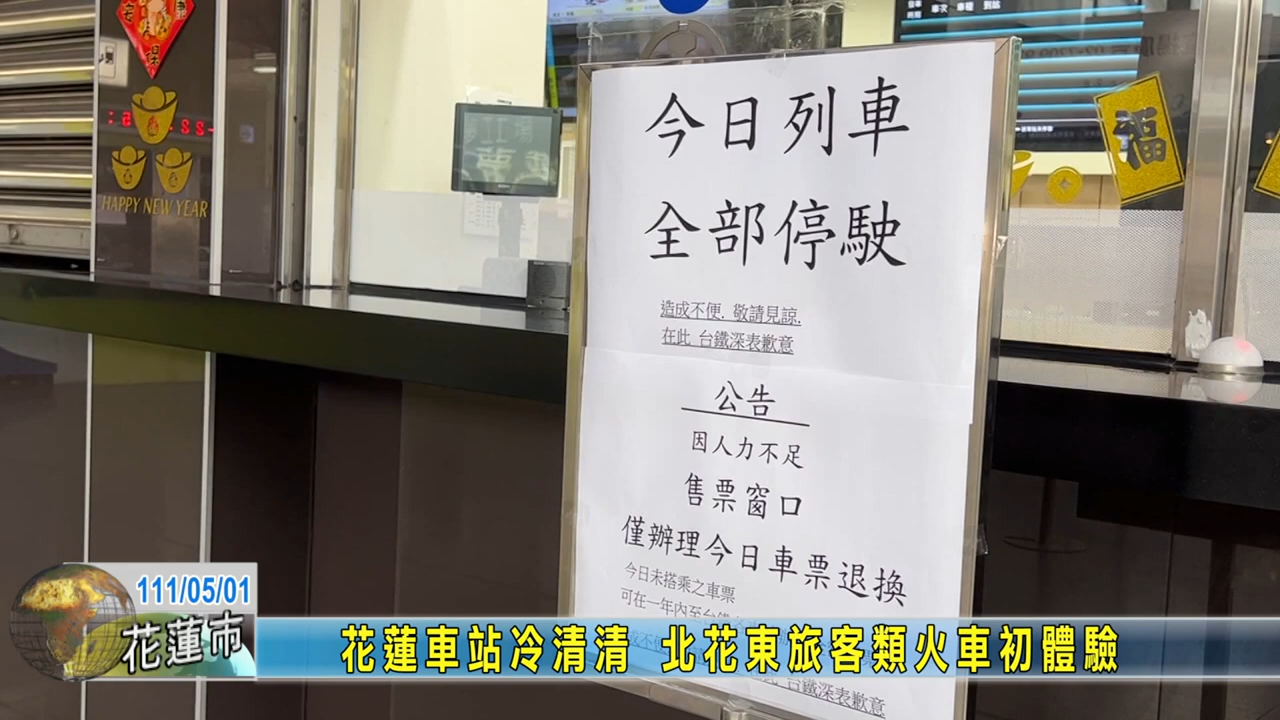 HAPPY NEW YEAR
福
今日列車
全部停駛
造成不便. 敬請見諒.
在此 台鐵深表歉意
公告
因人力不足
售票窗口
僅辦理今日車票退換
今日未搭乘之車票
可在一年內至台鐵
台鐵深表歉意
111/05/01
花蓮市
花蓮車站冷清清 北花東旅客類火車初體驗